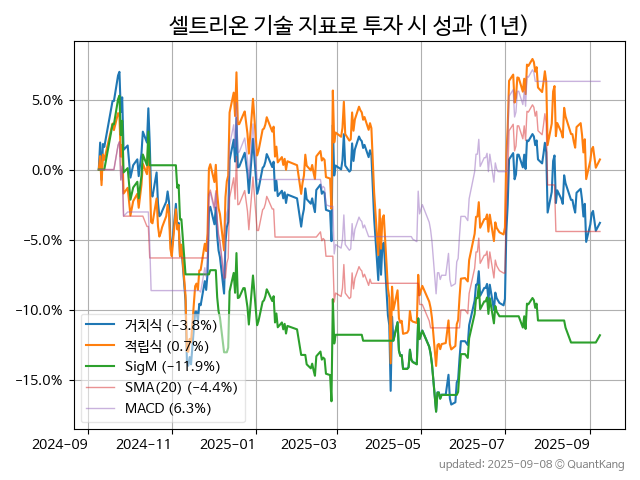 셀트리온 기술 지표로 투자 시 성과 (1년)
5.0%
0.0%
−5.0%
−10.0%
−15.0%
거치식 (−3.8%)
적립식 (0.7%)
SigM (−11.9%)
SMA(20) (−4.4%)
MACD (6.3%)
2024-09 2024-11 2025-01 2025-03 2025-05 2025-07 2025-09
updated: 2025-09-08 © QuantKang